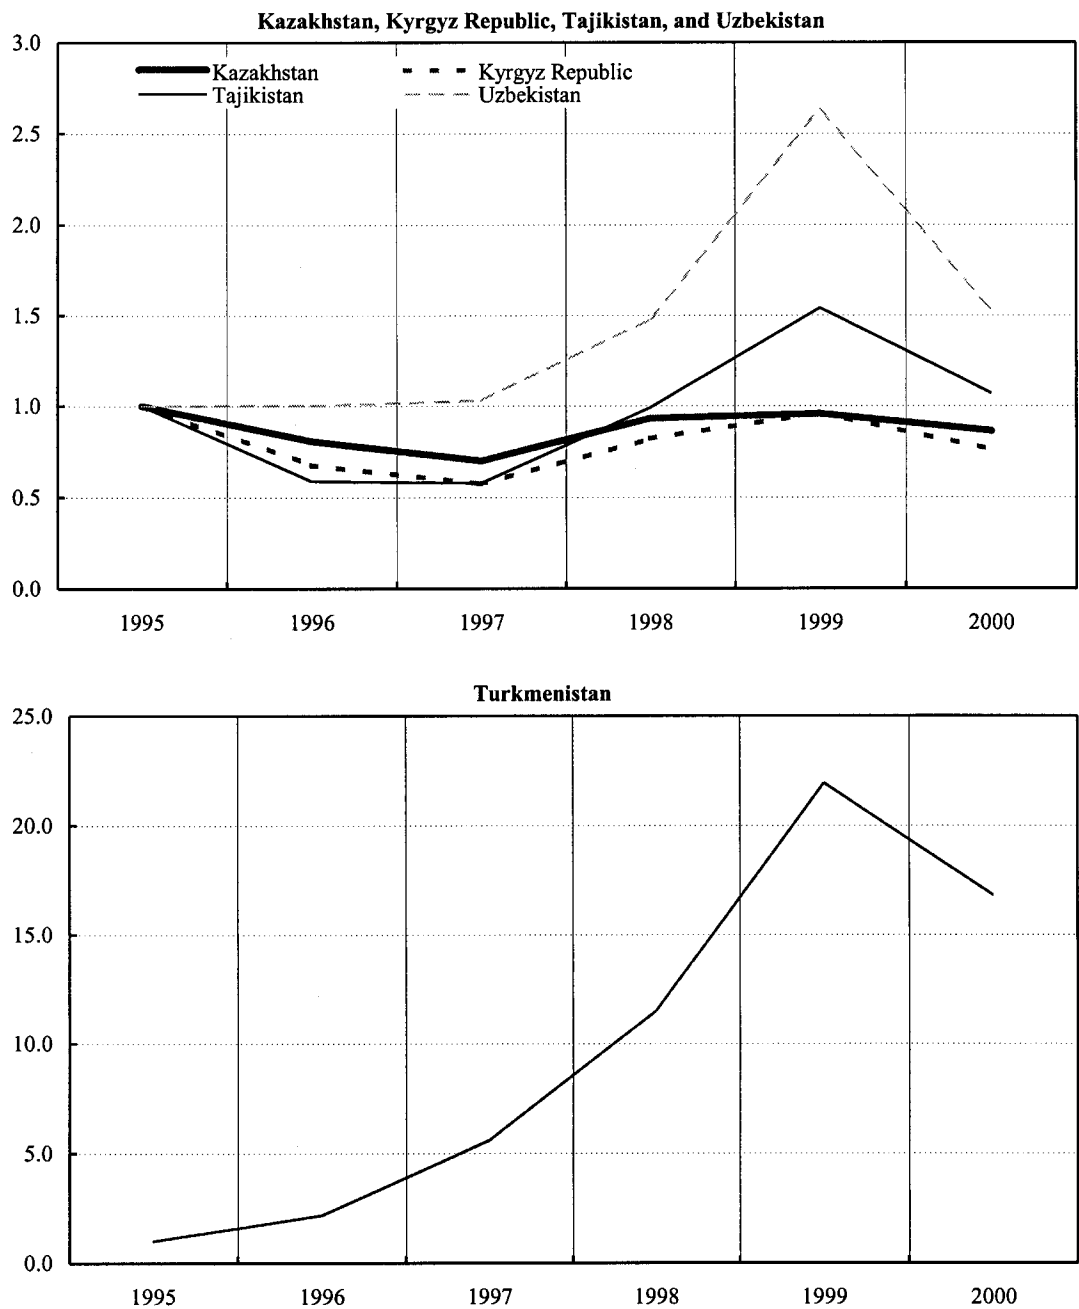 Kazakhstan, Kyrgyz Republic, Tajikistan, and Uzbekistan
3.0
Kazakhstan Kyrgyz Republic
Tajikistan Uzbekistan
2.5
2.0
1.5
1.0
0.5
0.0
1995 1996 1997 1998 1999 2000
Turkmenistan
25.0
20.0
15.0
10.0
5.0
0.0
1995 1996 1997 1998 1999 2000